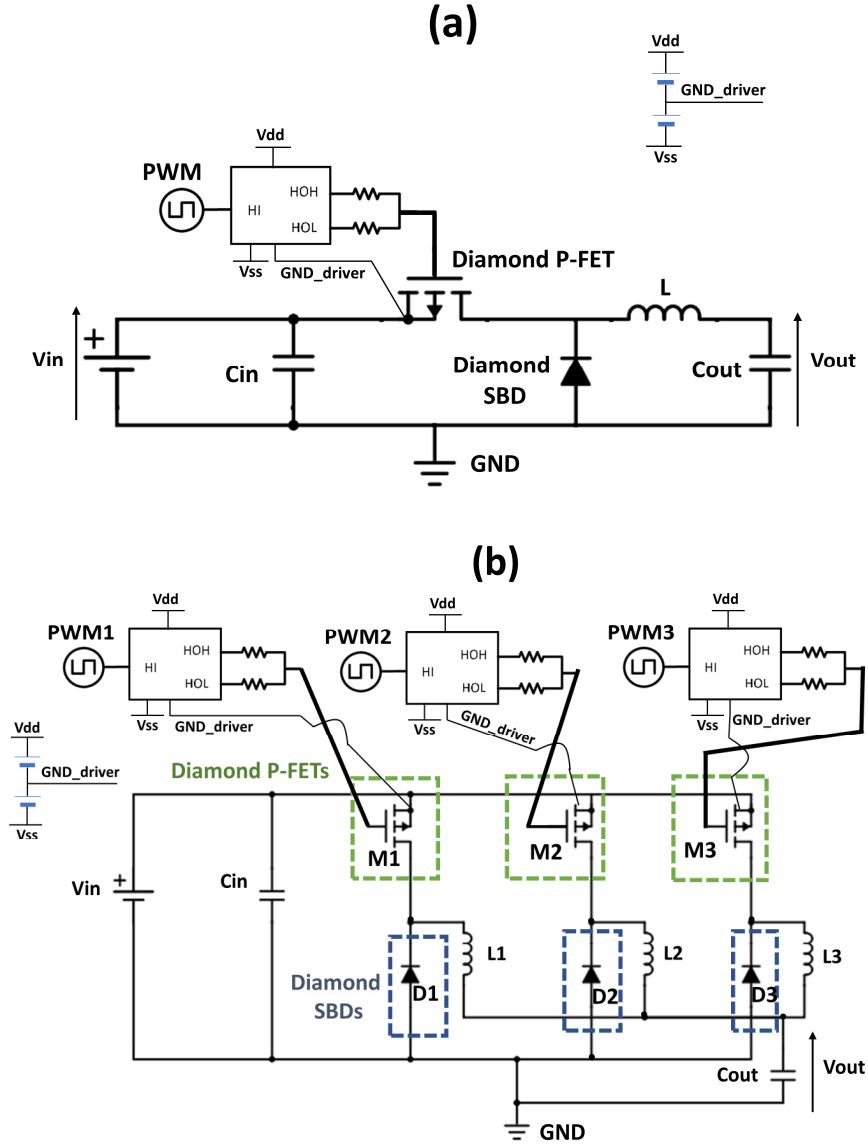 (a)
Vdd
GND_driver
Vss
Vdd
PWM
HOH
HI
HOL
Vss
GND_driver
Diamond P-FET
L
Vin
+
Cin
Diamond
SBD
Cout
Vout
GND
(b)
Vdd
PWM1
HOH
HI
HOL
Vss
GND_driver
Vdd
PWM2
HOH
HI
HOL
Vss
GND_driver
Vdd
PWM3
HOH
HI
HOL
Vss
GND_driver
Vdd
GND_driver
Vss
Diamond P-FETs
M1
M2
M3
Vin
+
Cin
L1
L2
L3
Diamond
SBDs
D1
D2
D3
Cout
Vout
GND